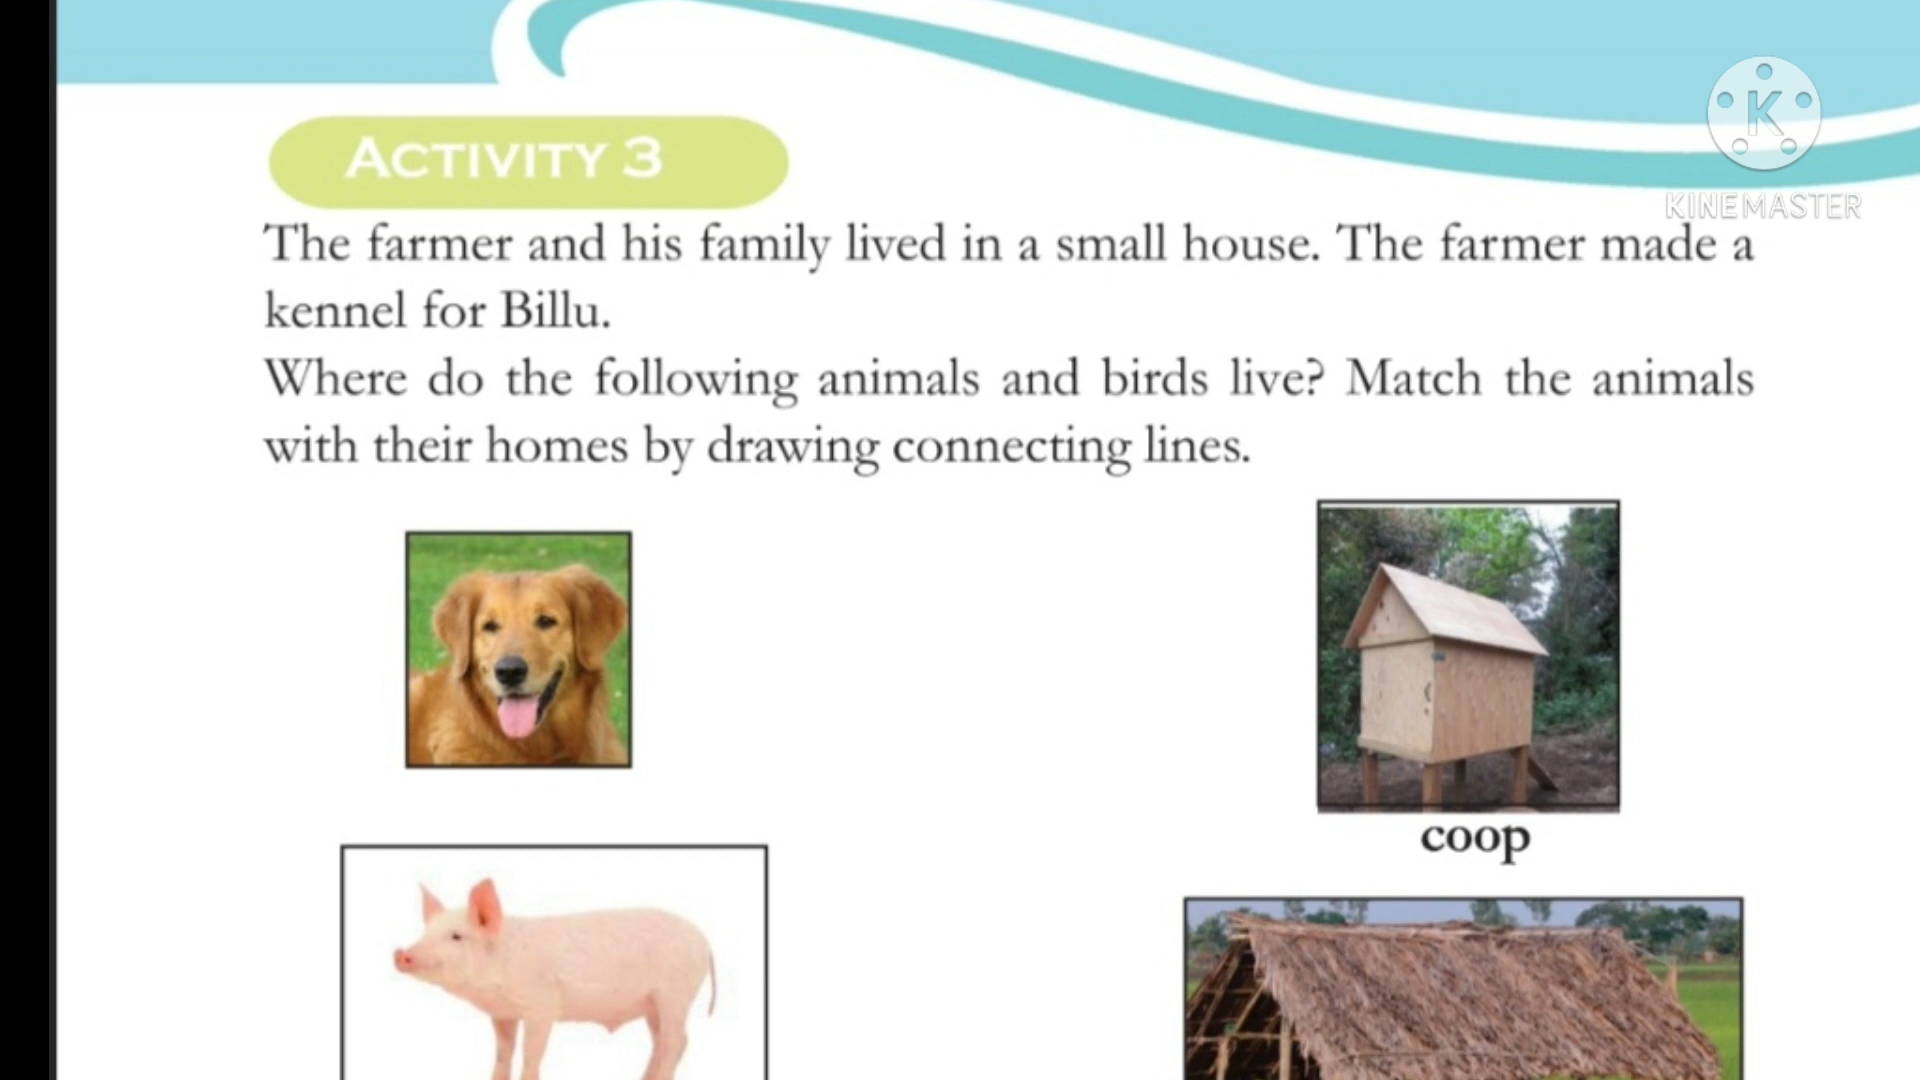 ACTIVITY 3
K
KINEMASTER
The farmer and his family lived in a small house. The farmer made a
kennel for Billu.
Where do the following animals and birds live? Match the animals
with their homes by drawing connecting lines.
coop